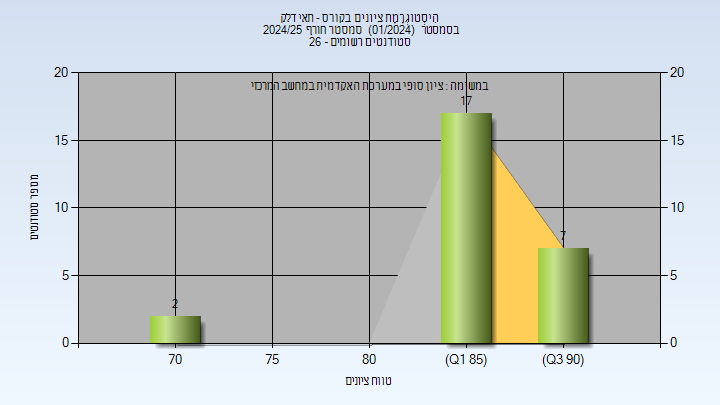 היסטוגרמת ציונים בקורס - תאי דלק
בסמסטר (01/2024) סמסטר חורף 2024/25
סטודנטים רשומים - 26
במשימה : ציון סופי במערכת האקדמית במחשב המרכזי
מספר סטודנטים
20
15
10
5
0
20
15
10
5
0
2
17
7
70
75
80
(Q1 85)
(Q3 90)
טווח ציונים